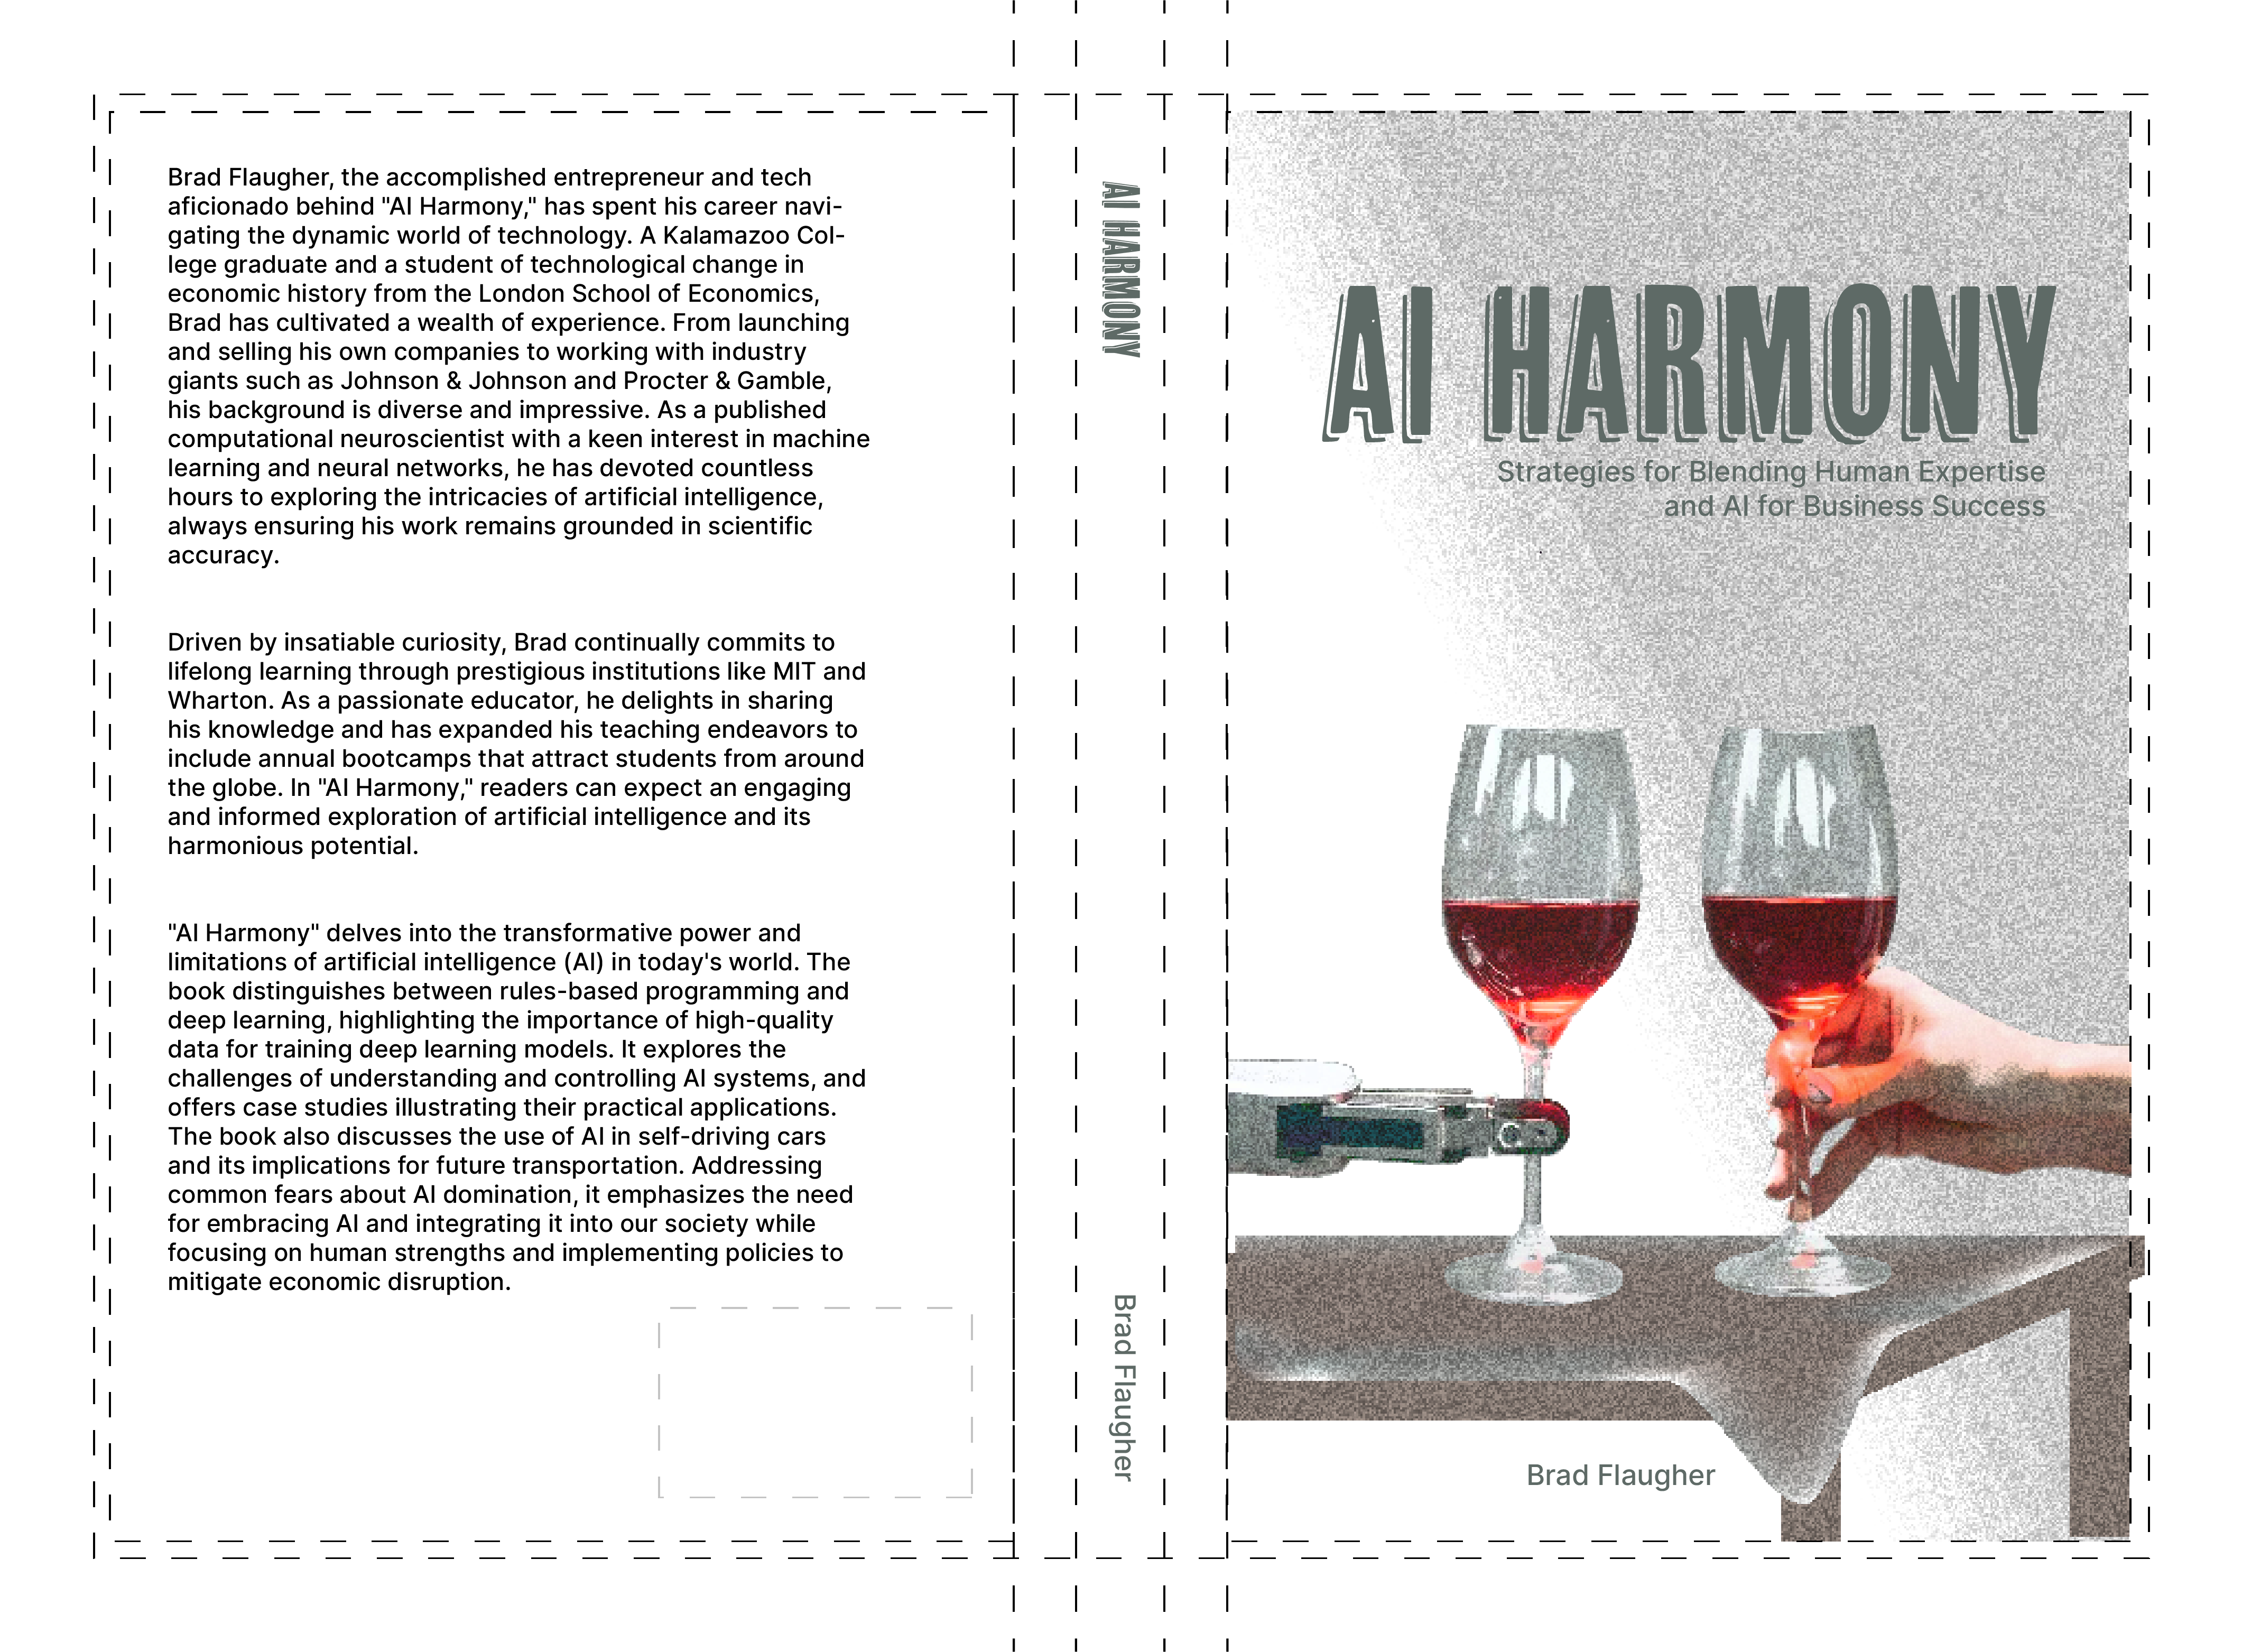 Brad Flaugher, the accomplished entrepreneur and tech
aficionado behind "AI Harmony," has spent his career navi-
gating the dynamic world of technology. A Kalamazoo Col-
lege graduate and a student of technological change in
economic history from the London School of Economics,
Brad has cultivated a wealth of experience. From launching
and selling his own companies to working with industry
giants such as Johnson & Johnson and Procter & Gamble,
his background is diverse and impressive. As a published
computational neuroscientist with a keen interest in machine
learning and neural networks, he has devoted countless
hours to exploring the intricacies of artificial intelligence,
always ensuring his work remains grounded in scientific
accuracy.
Driven by insatiable curiosity, Brad continually commits to
lifelong learning through prestigious institutions like MIT and
Wharton. As a passionate educator, he delights in sharing
his knowledge and has expanded his teaching endeavors to
include annual bootcamps that attract students from around
the globe. In "AI Harmony," readers can expect an engaging
and informed exploration of artificial intelligence and its
harmonious potential.
"AI Harmony" delves into the transformative power and
limitations of artificial intelligence (AI) in today's world. The
book distinguishes between rules-based programming and
deep learning, highlighting the importance of high-quality
data for training deep learning models. It explores the
challenges of understanding and controlling AI systems, and
offers case studies illustrating their practical applications.
The book also discusses the use of AI in self-driving cars
and its implications for future transportation. Addressing
common fears about AI domination, it emphasizes the need
for embracing AI and integrating it into our society while
focusing on human strengths and implementing policies to
mitigate economic disruption.
AI HARMONY
Brad Flaugher
AI HARMONY
Strategies for Blending Human Expertise
and AI for Business Success
Brad Flaugher